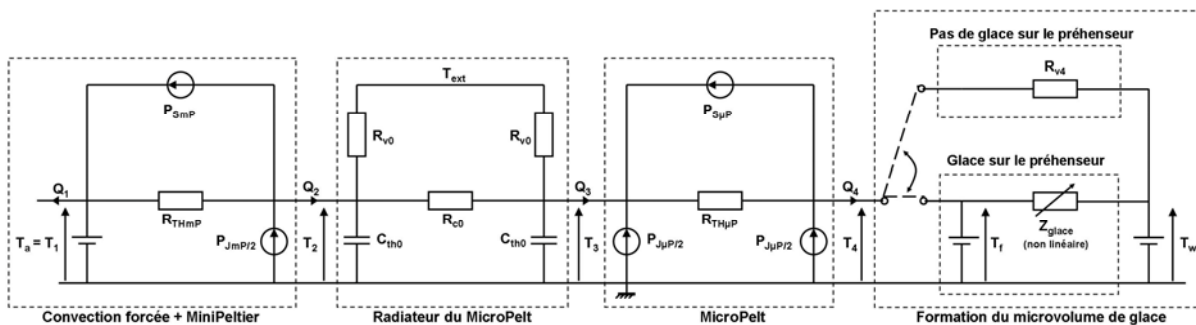 Pas de glace sur le préhenseur
R_v4
P_SmP
T_ext
P_SµP
R_v0
R_v0
Glace sur le préhenseur
Q_1
Q_2
Q_3
Q_4
R_THmP
R_c0
R_THµP
T_a = T_1
P_JmP/2
T_2
C_th0
C_th0
T_3
P_JµP/2
P_JµP/2
T_4
T_f
Z_glace
(non linéaire)
T_w
Convection forcée + MiniPeltier
Radiateur du MicroPelt
MicroPelt
Formation du microvolume de glace